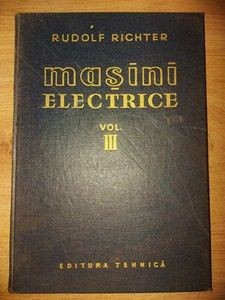 RUDOLF RICHTER
mașini
ELECTRICE
VOL.
III
EDITURA TEHNICĂ